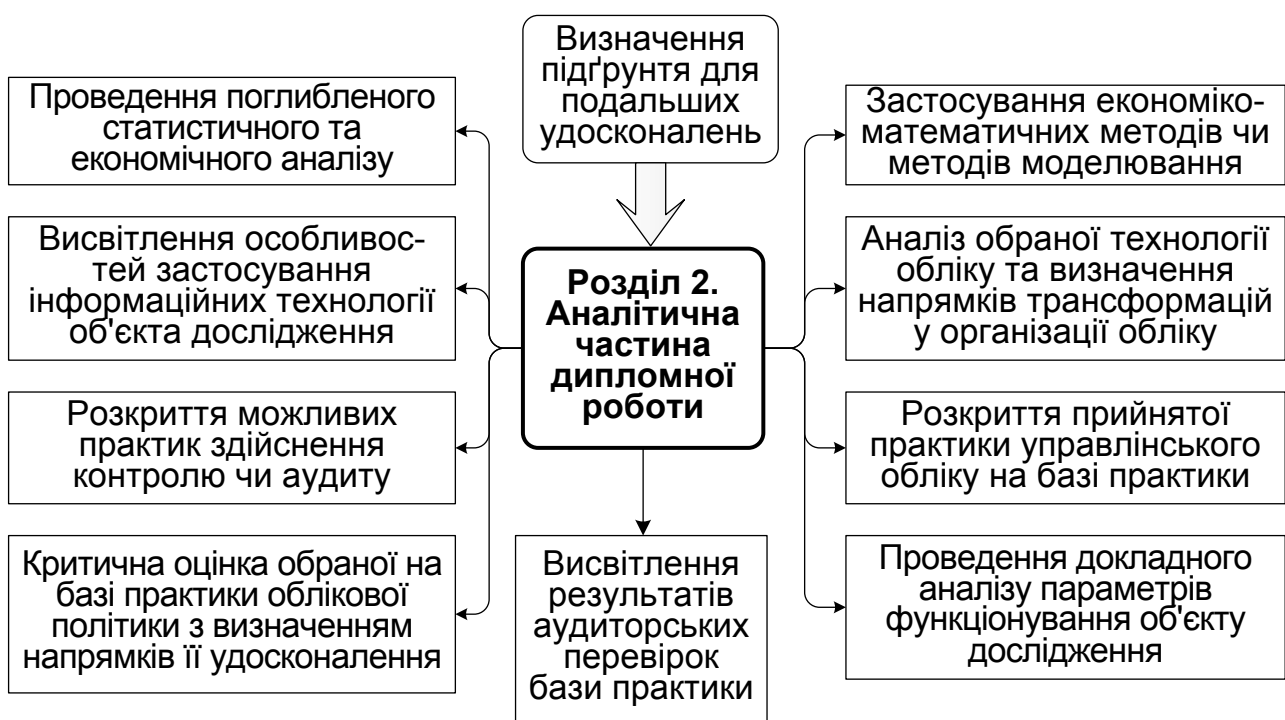 Визначення
підґрунтя для
подальших
удосконалень
Проведення поглибленого
статистичного та
економічного аналізу
Висвітлення особливос-
тей застосування
інформаційних технології
об'єкта дослідження
Розкриття можливих
практик здійснення
контролю чи аудиту
Критична оцінка обраної на
базі практики облікової
політики з визначенням
напрямків її удосконалення
Розділ 2.
Аналітична
частина
дипломної
роботи
Висвітлення
результатів
аудиторських
перевірок
бази практики
Застосування економіко-
математичних методів чи
методів моделювання
Аналіз обраної технології
обліку та визначення
напрямків трансформацій
у організації обліку
Розкриття прийнятої
практики управлінського
обліку на базі практики
Проведення докладного
аналізу параметрів
функціонування об'єкту
дослідження